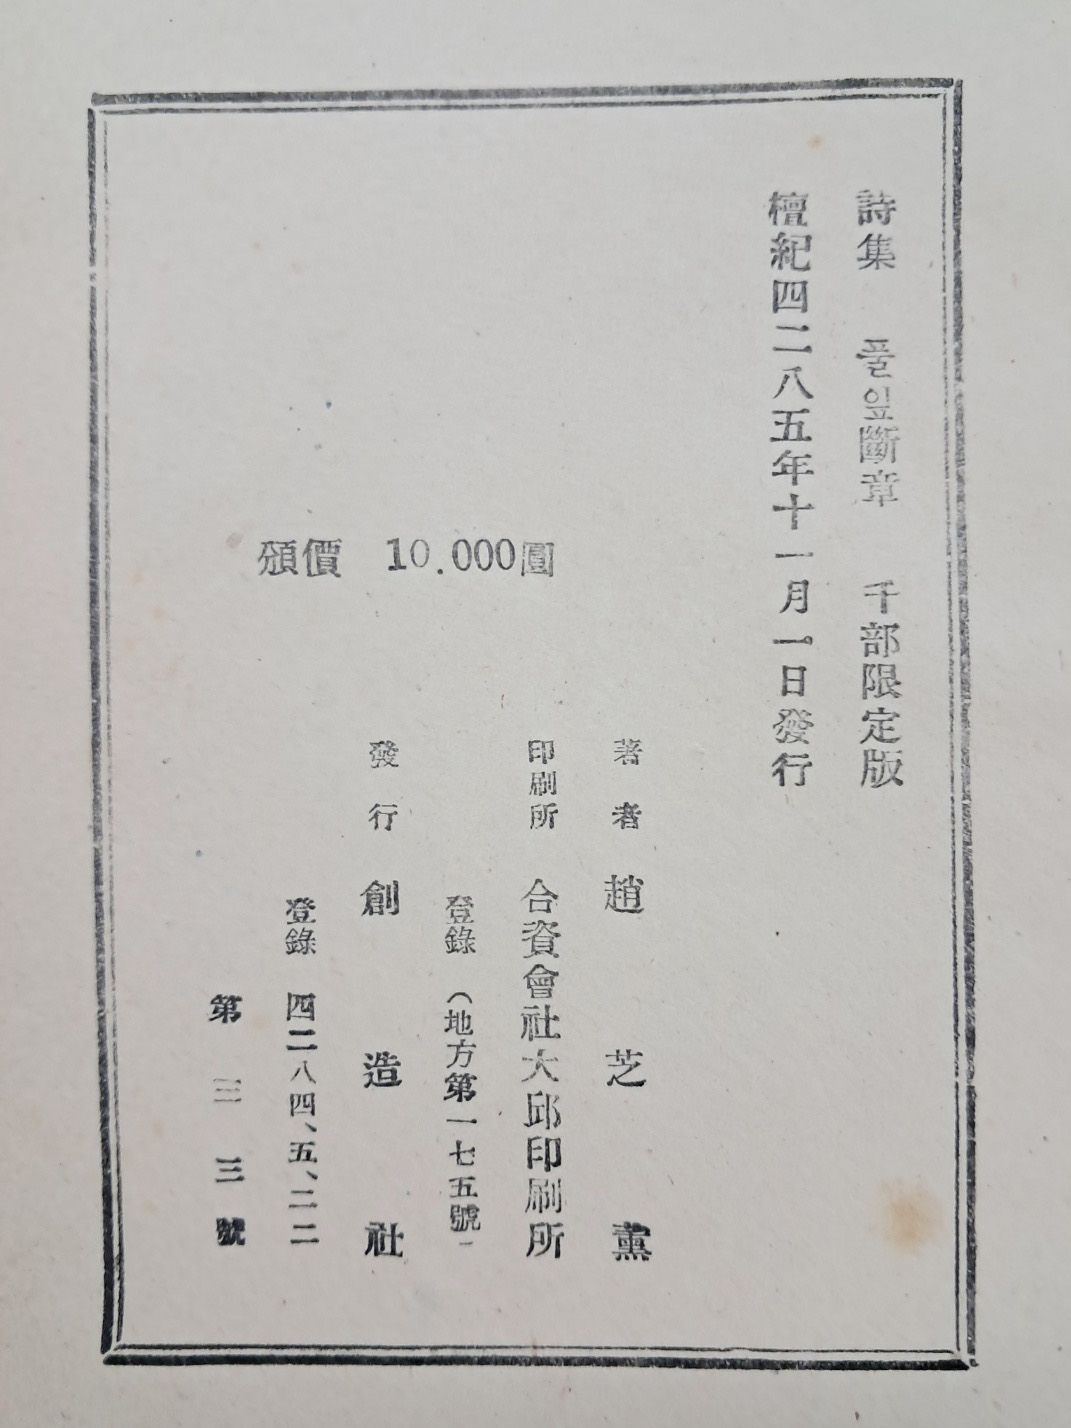 詩集 풀잎斷章 千部限定版
檀紀四二八五年十一月一日發行
頒價 10.000圓
著者 趙芝薰
印刷所 合資會社大邱印刷所
登錄 (地方第一七五號)
發行 創造社
登錄 四二八四、五、二二
第三三號